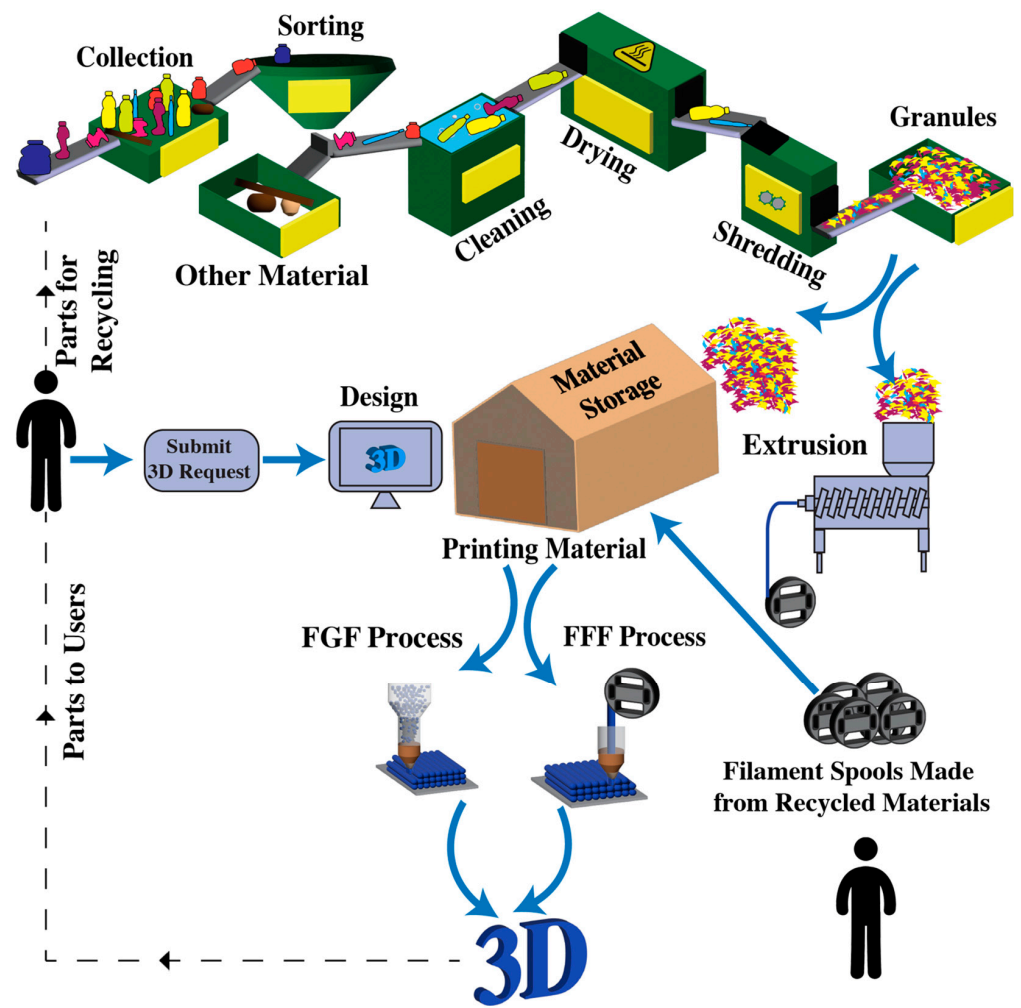 Sorting
Collection
Granules
Drying
Cleaning
Shredding
Other Material
Parts for
Recycling
Material
Storage
Design
Submit
3D Request
3D
Extrusion
Printing Material
Parts to Users
FGF Process
FFF Process
Filament Spools Made
from Recycled Materials
3D